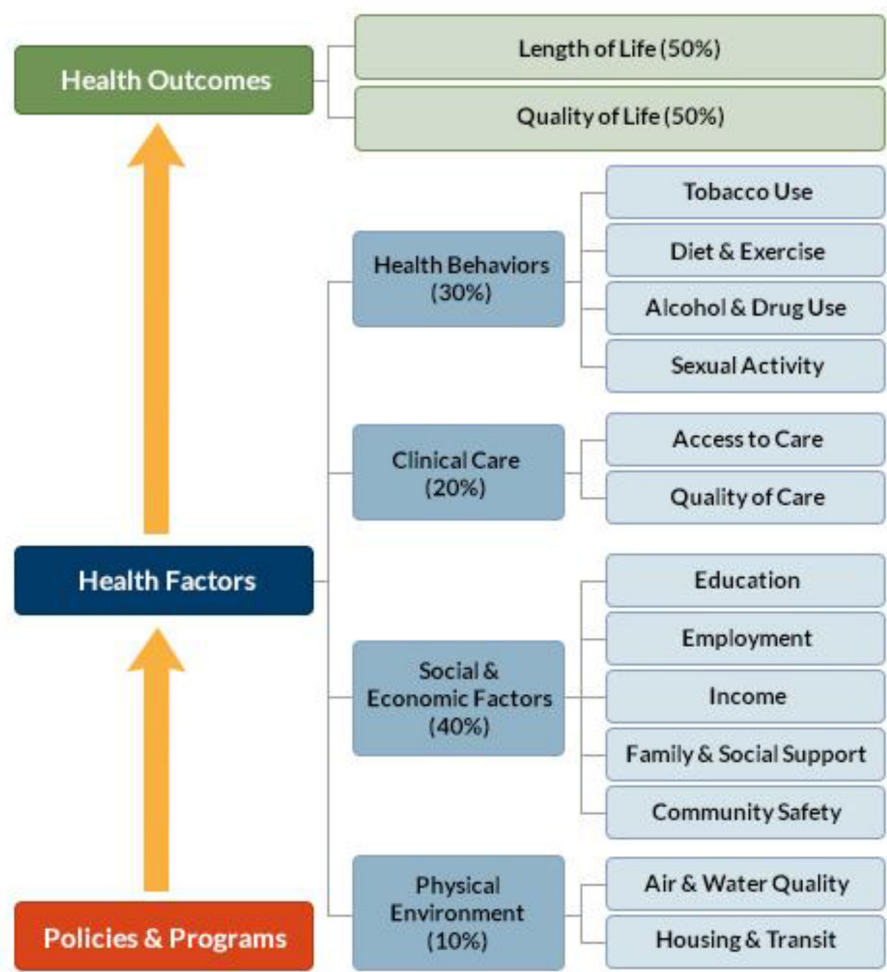 Health Outcomes
Length of Life (50%)
Quality of Life (50%)
Health Factors
Health Behaviors
(30%)
Tobacco Use
Diet & Exercise
Alcohol & Drug Use
Sexual Activity
Clinical Care
(20%)
Access to Care
Quality of Care
Social &
Economic Factors
(40%)
Education
Employment
Income
Family & Social Support
Community Safety
Physical
Environment
(10%)
Air & Water Quality
Housing & Transit
Policies & Programs